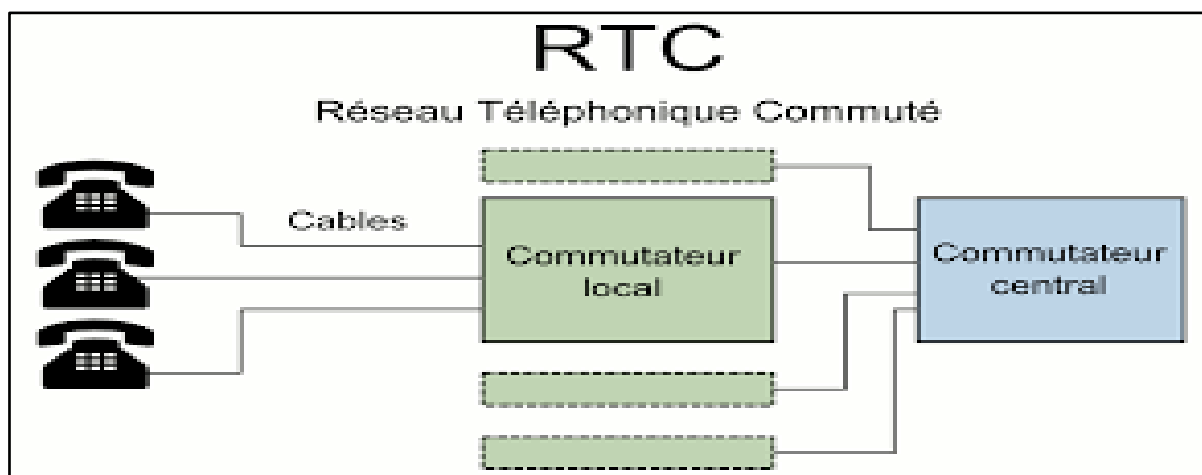 RTC
Réseau Téléphonique Commuté
Cables
Commutateur
local
Commutateur
central